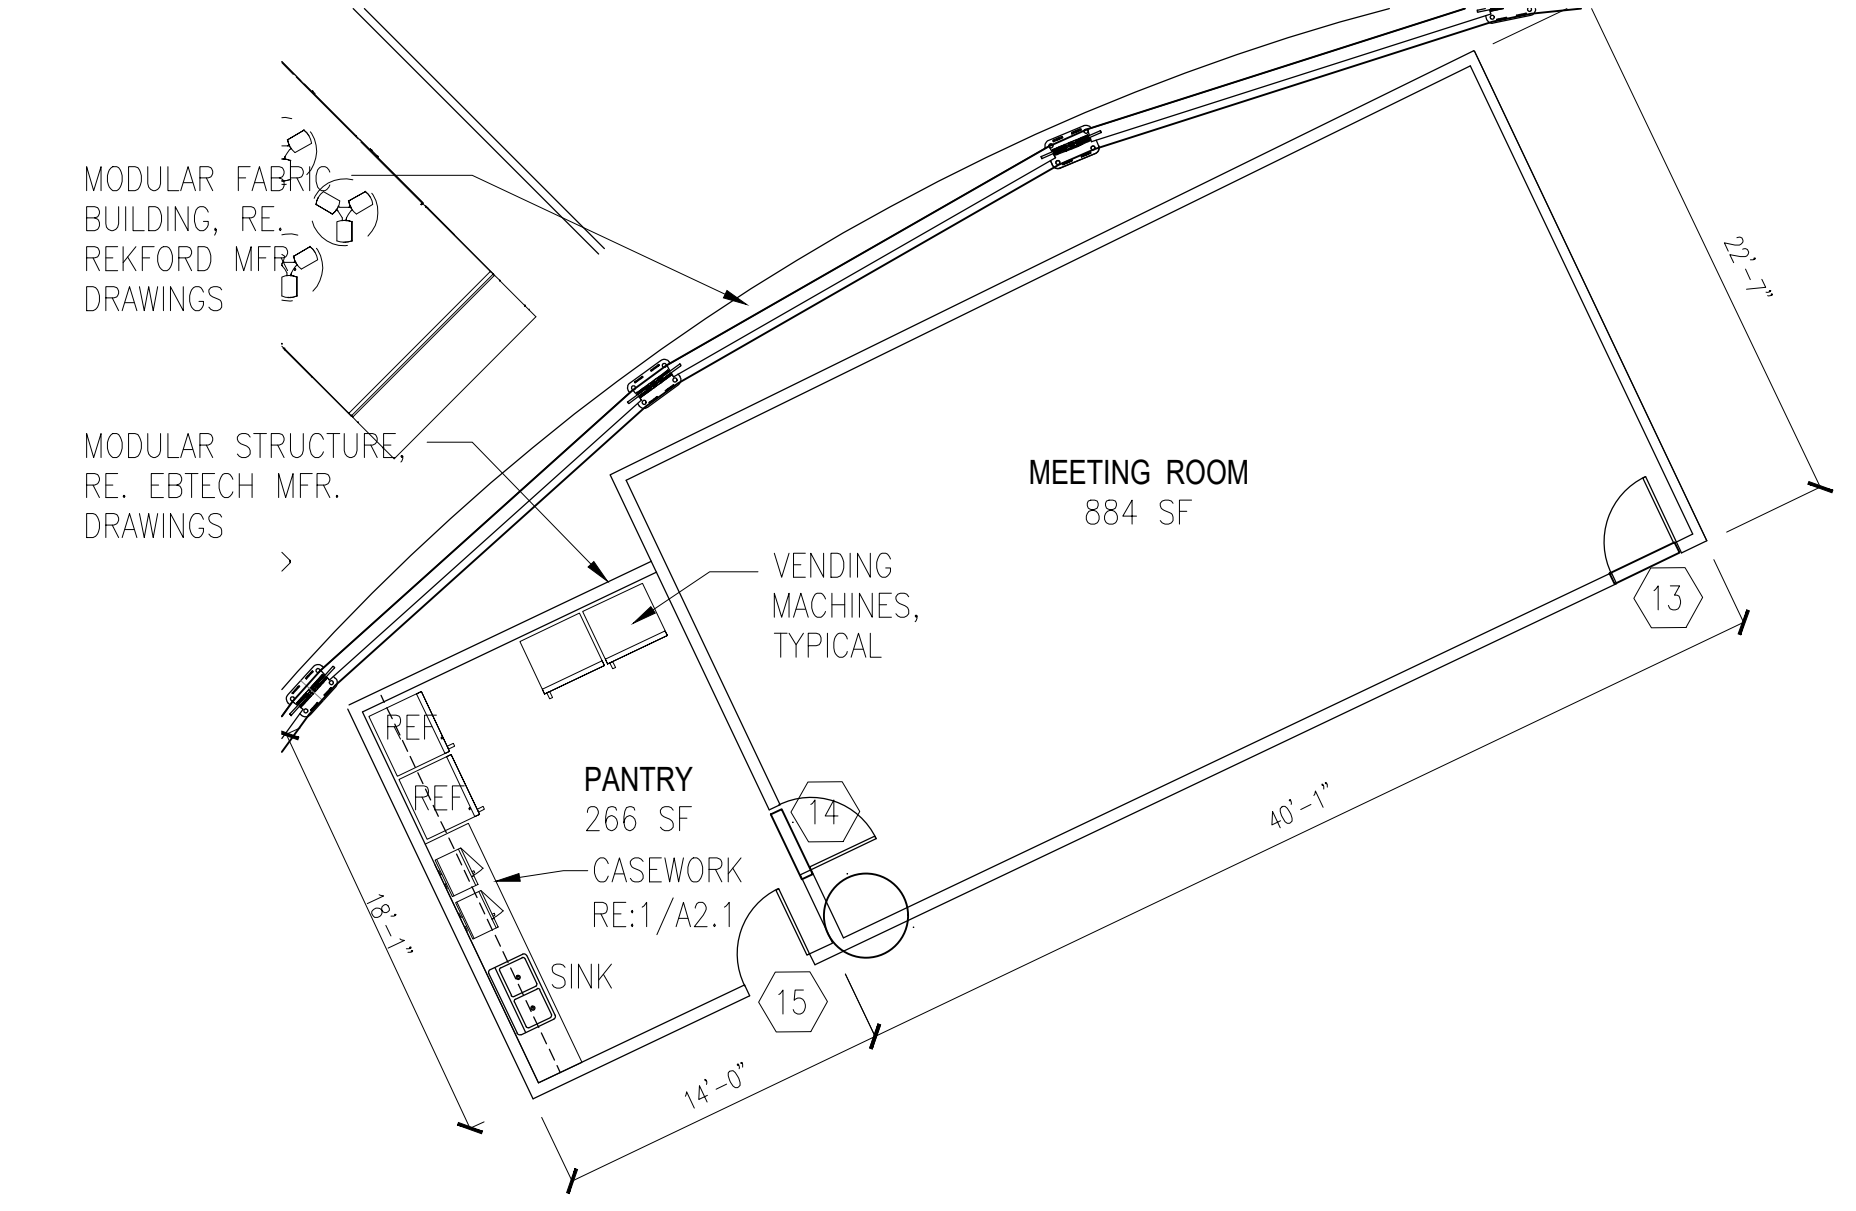 MODULAR FABRIC
BUILDING, RE.
REKFORD MFR.
DRAWINGS
22'-7"
MODULAR STRUCTURE,
RE. EBTECH MFR.
DRAWINGS
MEETING ROOM
884 SF
VENDING
MACHINES,
TYPICAL
13
REF.
REF.
PANTRY
266 SF
14
40'-1"
CASEWORK
RE:1/A2.1
18'-1"
SINK
15
14'-0"